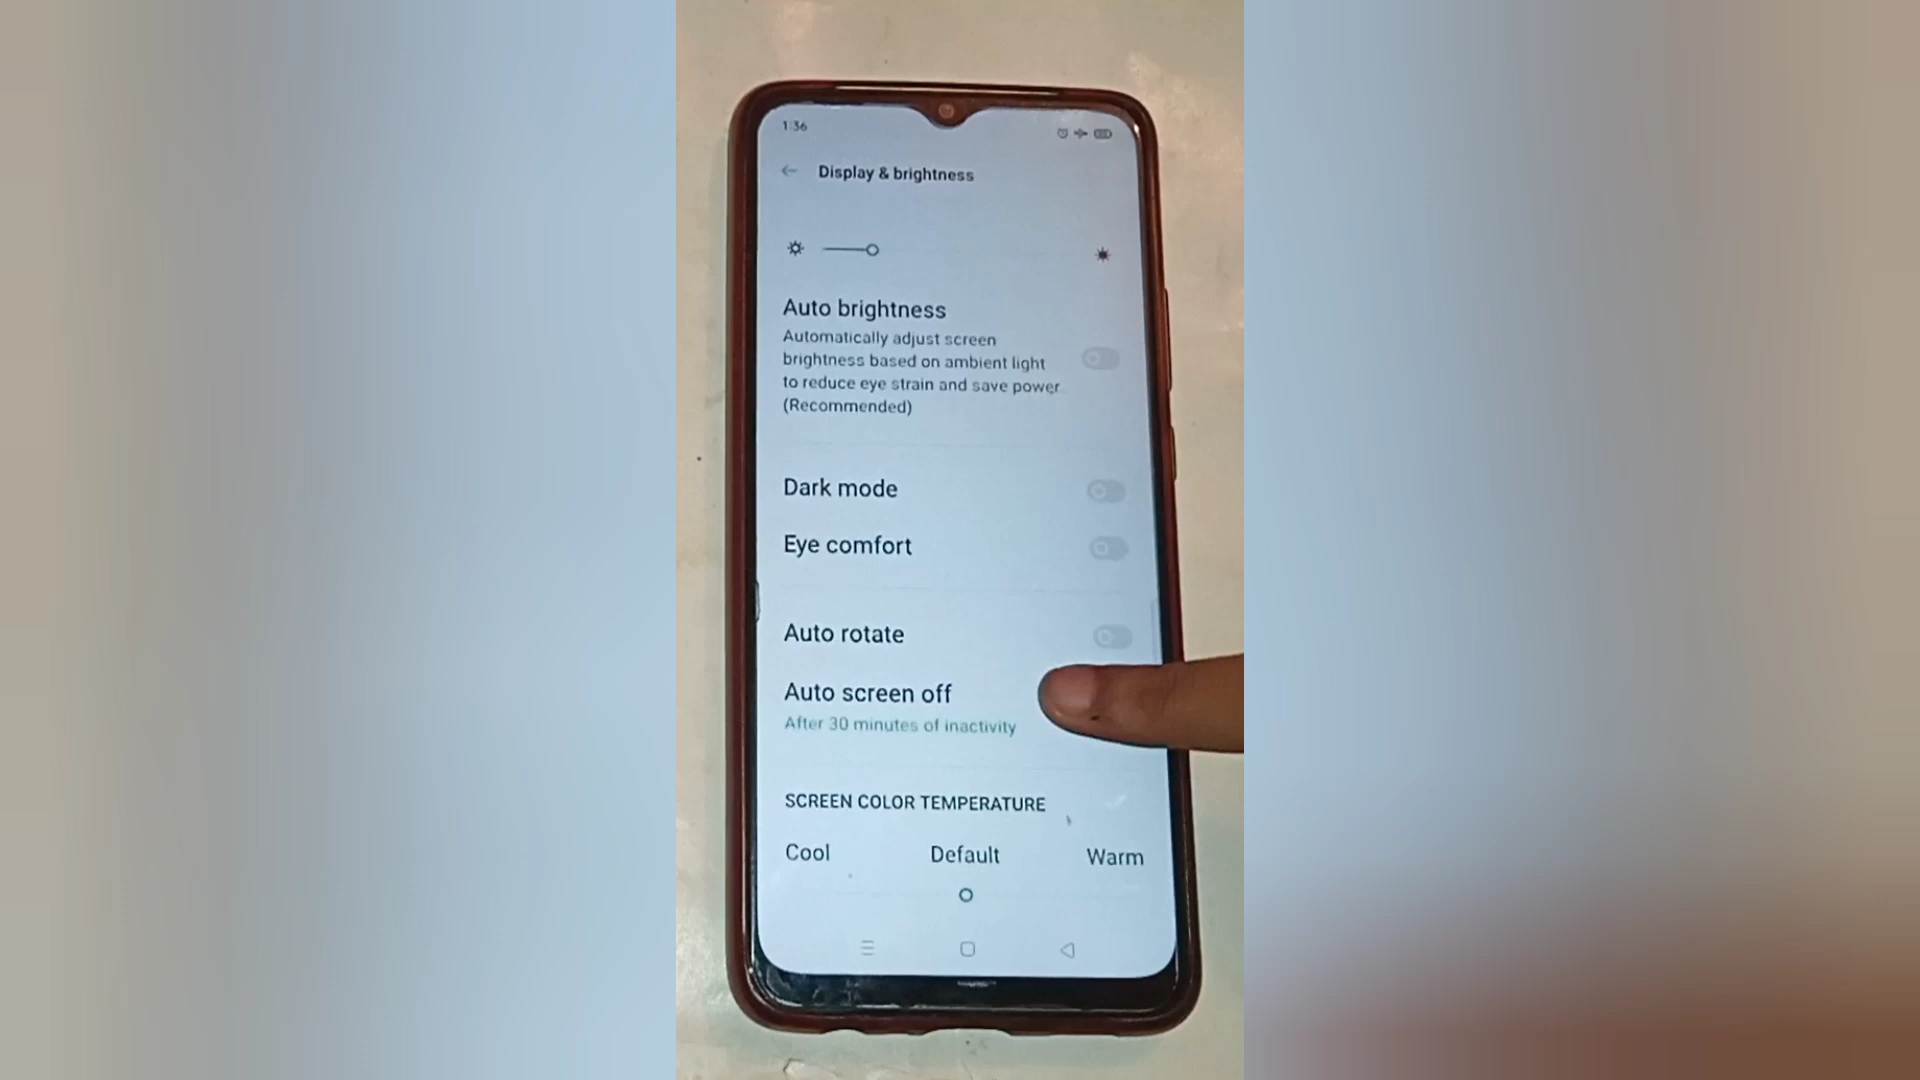 1:36
Display & brightness
Auto brightness
Automatically adjust screen
brightness based on ambient light
to reduce eye strain and save power
(Recommended)
Dark mode
Eye comfort
Auto rotate
Auto screen off
After 30 minutes of inactivity
SCREEN COLOR TEMPERATURE
Cool Default Warm